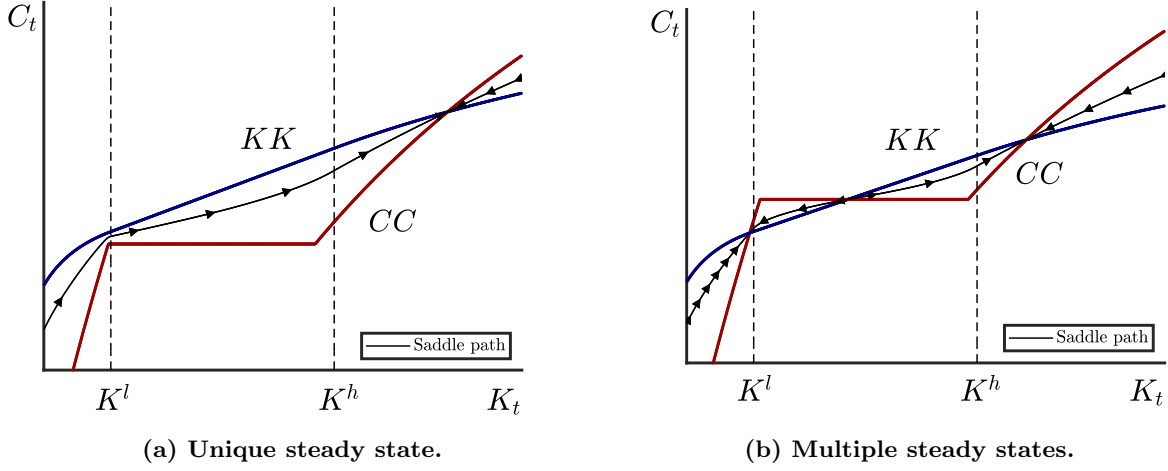 C_t
KK
CC
Saddle path
K^l
K^h
K_t
(a) Unique steady state.
C_t
KK
CC
Saddle path
K^l
K^h
K_t
(b) Multiple steady states.